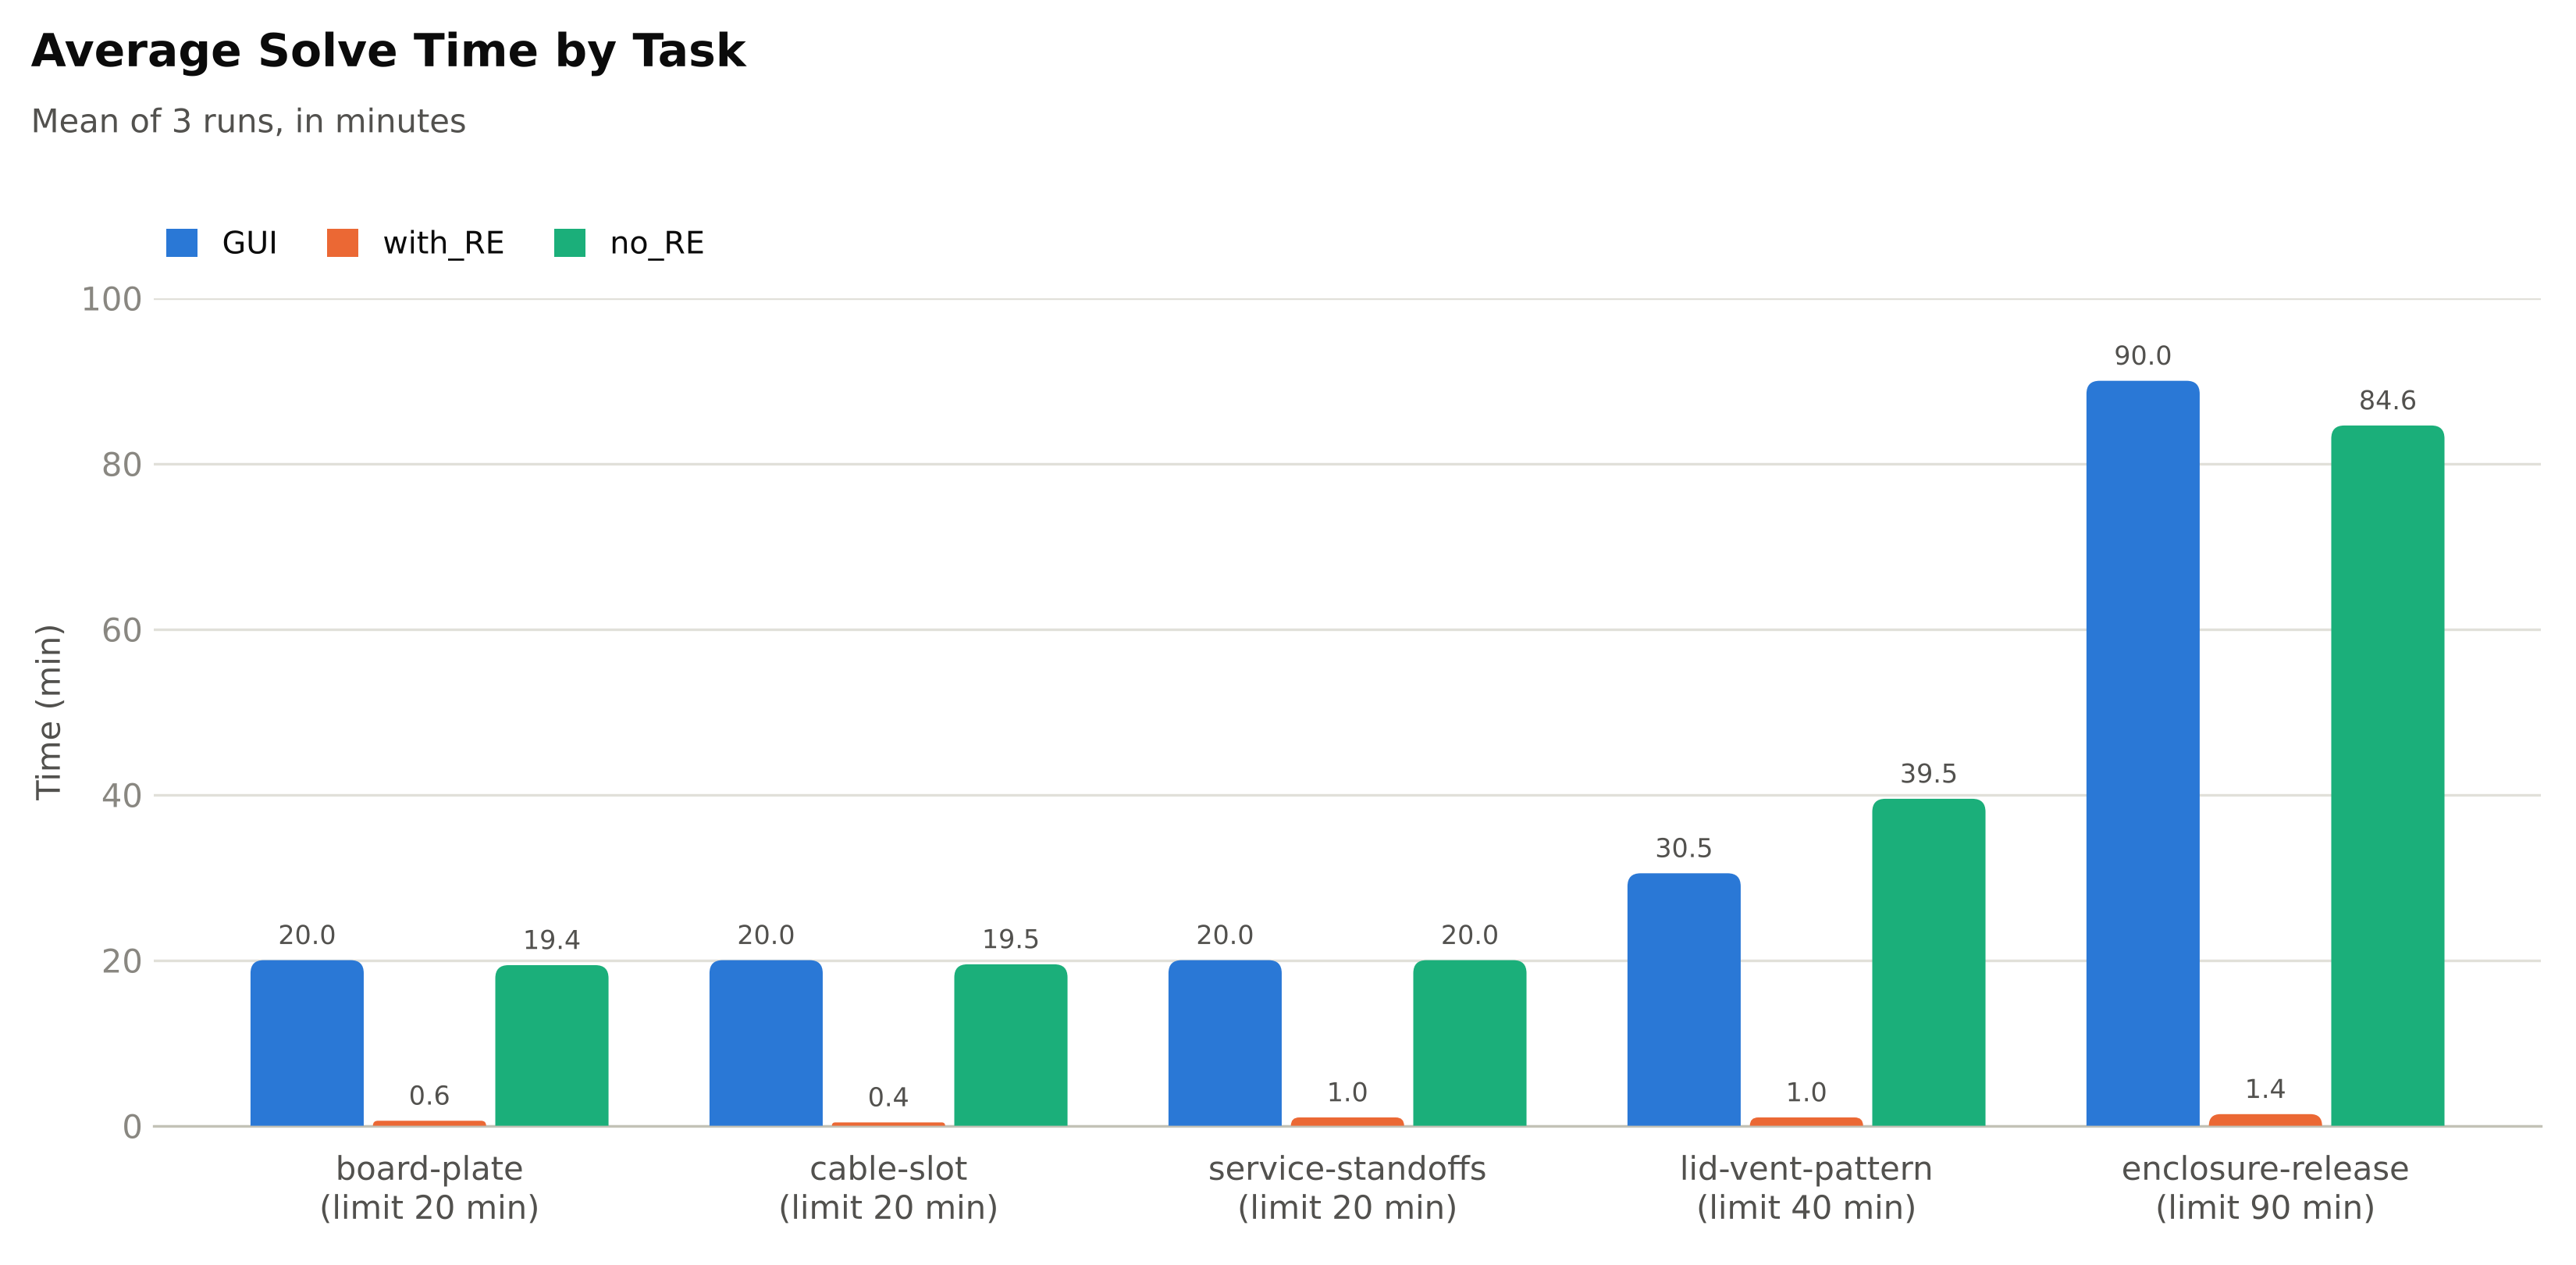 Average Solve Time by Task
Mean of 3 runs, in minutes
GUI with_RE no_RE
100
80
60
40
20
0
Time (min)
20.0 0.6 19.4
20.0 0.4 19.5
20.0 1.0 20.0
30.5 1.0 39.5
90.0 1.4 84.6
board-plate
(limit 20 min)
cable-slot
(limit 20 min)
service-standoffs
(limit 20 min)
lid-vent-pattern
(limit 40 min)
enclosure-release
(limit 90 min)